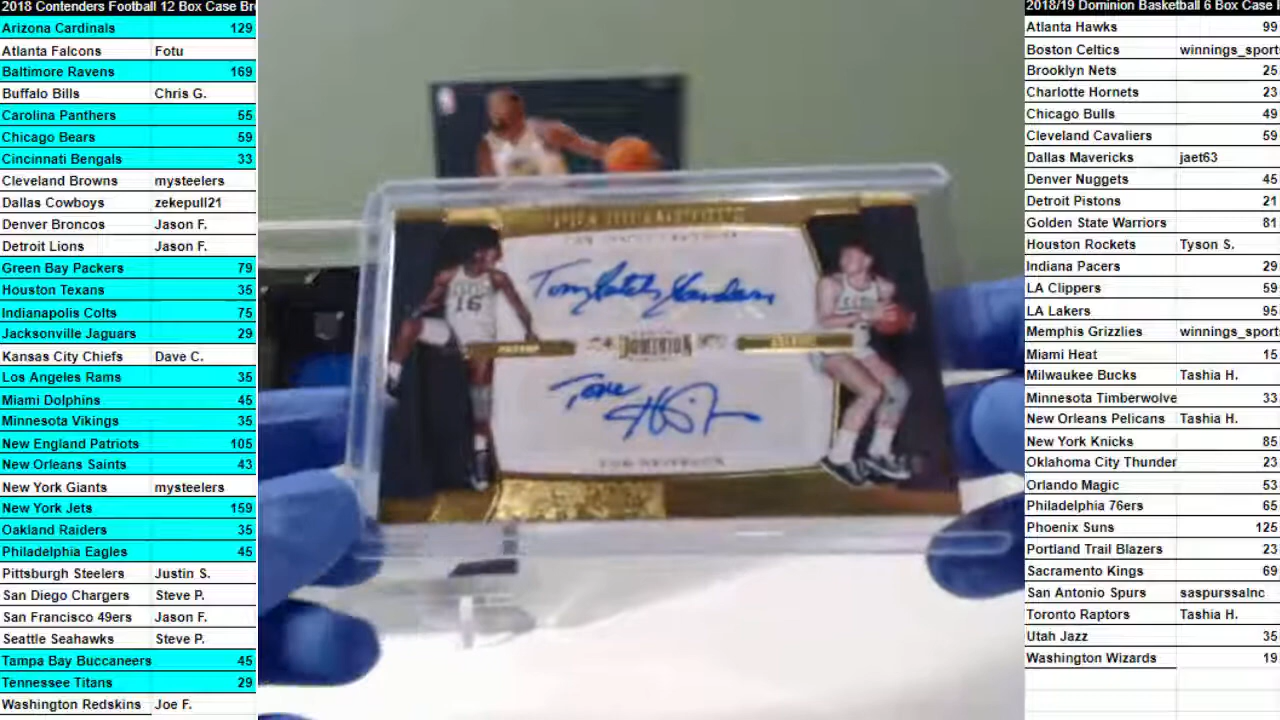 2018 Contenders Football 12 Box Case Br
Arizona Cardinals 129
Atlanta Falcons Fotu
Baltimore Ravens 169
Buffalo Bills Chris G.
Carolina Panthers 55
Chicago Bears 59
Cincinnati Bengals 33
Cleveland Browns mysteelers
Dallas Cowboys zekepull21
Denver Broncos Jason F.
Detroit Lions Jason F.
Green Bay Packers 79
Houston Texans 35
Indianapolis Colts 75
Jacksonville Jaguars 29
Kansas City Chiefs Dave C.
Los Angeles Rams 35
Miami Dolphins 45
Minnesota Vikings 35
New England Patriots 105
New Orleans Saints 43
New York Giants mysteelers
New York Jets 159
Oakland Raiders 35
Philadelphia Eagles 45
Pittsburgh Steelers Justin S.
San Diego Chargers Steve P.
San Francisco 49ers Jason F.
Seattle Seahawks Steve P.
Tampa Bay Buccaneers 45
Tennessee Titans 29
Washington Redskins Joe F.
16
DOMINION
2018/19 Dominion Basketball 6 Box Case
Atlanta Hawks 99
Boston Celtics winnings_sport
Brooklyn Nets 25
Charlotte Hornets 23
Chicago Bulls 49
Cleveland Cavaliers 59
Dallas Mavericks jaet63
Denver Nuggets 45
Detroit Pistons 21
Golden State Warriors 81
Houston Rockets Tyson S.
Indiana Pacers 29
LA Clippers 59
LA Lakers 95
Memphis Grizzlies winnings_sport
Miami Heat 15
Milwaukee Bucks Tashia H.
Minnesota Timberwolve 33
New Orleans Pelicans Tashia H.
New York Knicks 85
Oklahoma City Thunder 23
Orlando Magic 53
Philadelphia 76ers 65
Phoenix Suns 125
Portland Trail Blazers 23
Sacramento Kings 69
San Antonio Spurs saspurssalnc
Toronto Raptors Tashia H.
Utah Jazz 35
Washington Wizards 19